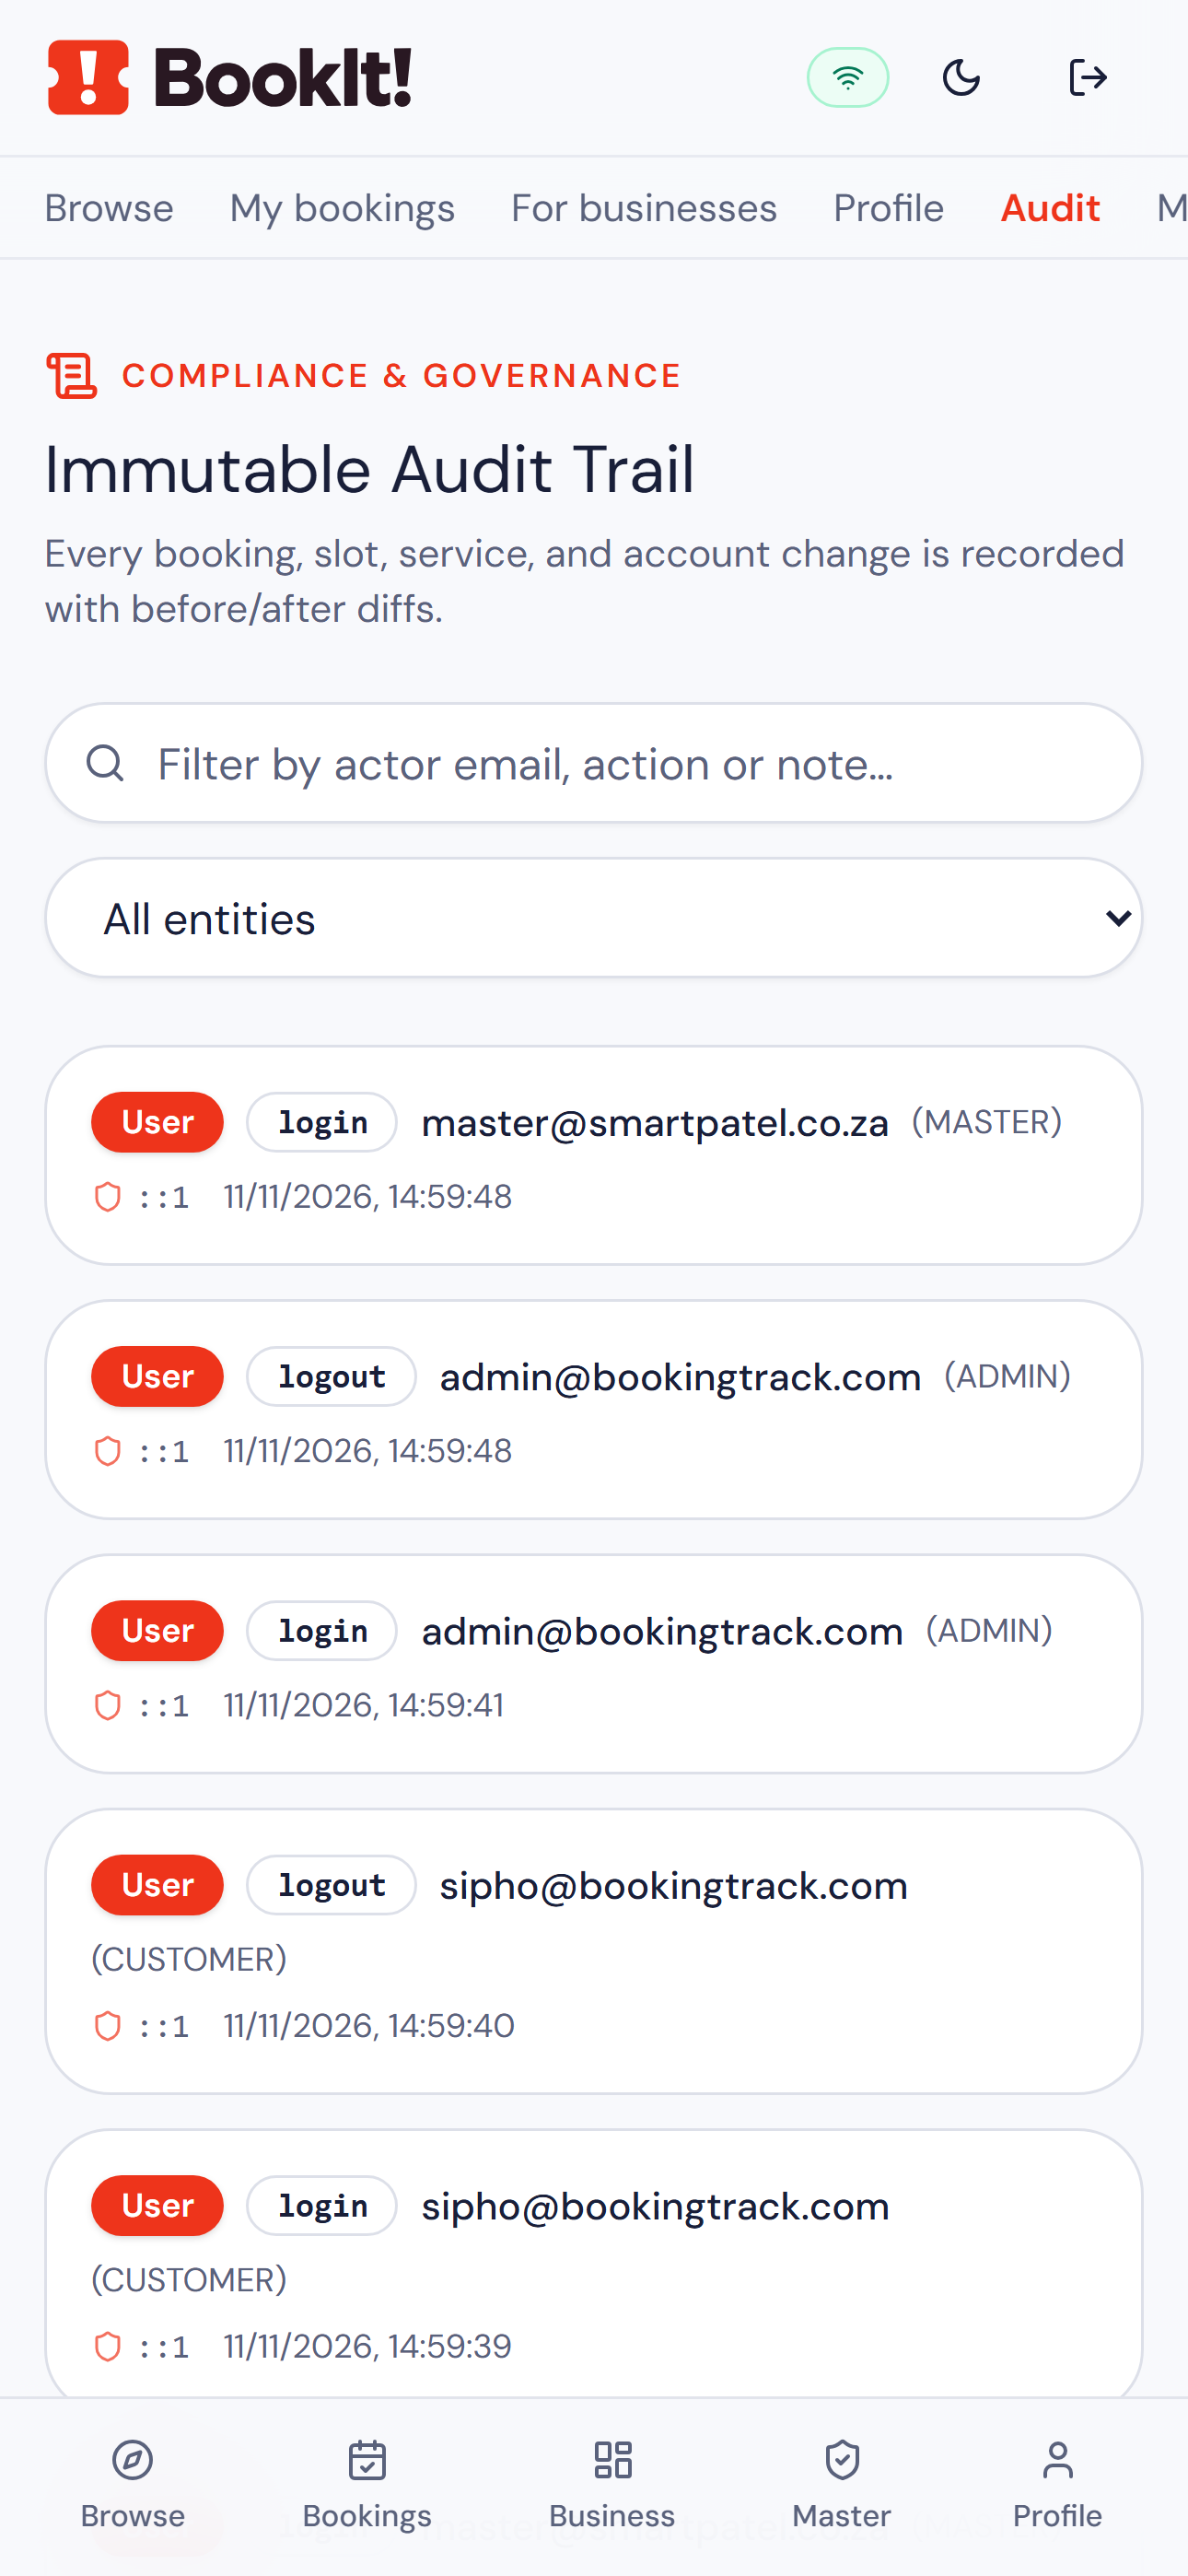 BookIt!
Browse My bookings For businesses Profile Audit M
COMPLIANCE & GOVERNANCE
Immutable Audit Trail
Every booking, slot, service, and account change is recorded
with before/after diffs.
Filter by actor email, action or note...
All entities
User login master@smartpatel.co.za (MASTER)
::1 11/11/2026, 14:59:48
User logout admin@bookingtrack.com (ADMIN)
::1 11/11/2026, 14:59:48
User login admin@bookingtrack.com (ADMIN)
::1 11/11/2026, 14:59:41
User logout sipho@bookingtrack.com
(CUSTOMER)
::1 11/11/2026, 14:59:40
User login sipho@bookingtrack.com
(CUSTOMER)
::1 11/11/2026, 14:59:39
Browse Bookings Business Master Profile